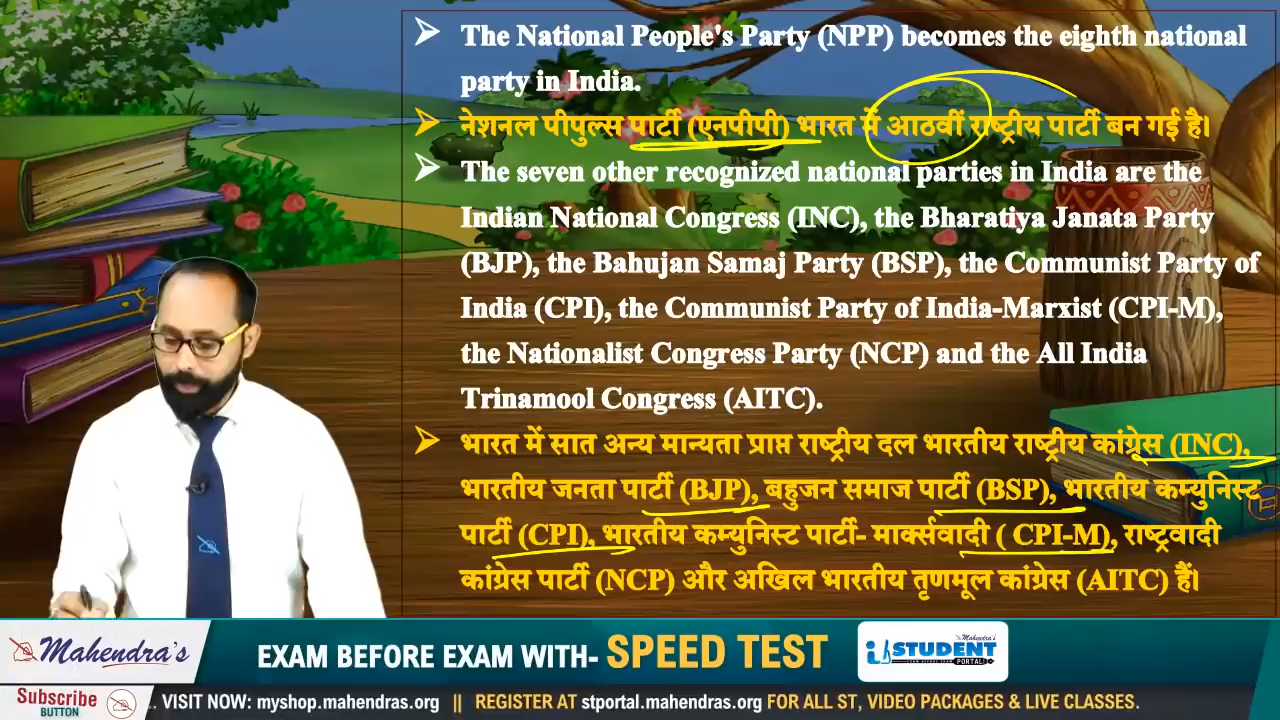 The National People's Party (NPP) becomes the eighth national
party in India.
नेशनल पीपुल्स पार्टी (एनपीपी) भारत में आठवीं राष्ट्रीय पार्टी बन गई है।
The seven other recognized national parties in India are the
Indian National Congress (INC), the Bharatiya Janata Party
(BJP), the Bahujan Samaj Party (BSP), the Communist Party of
India (CPI), the Communist Party of India-Marxist (CPI-M),
the Nationalist Congress Party (NCP) and the All India
Trinamool Congress (AITC).
भारत में सात अन्य मान्यता प्राप्त राष्ट्रीय दल भारतीय राष्ट्रीय कांग्रेस (INC),
भारतीय जनता पार्टी (BJP), बहुजन समाज पार्टी (BSP), भारतीय कम्युनिस्ट
पार्टी (CPI), भारतीय कम्युनिस्ट पार्टी- मार्क्सवादी ( CPI-M), राष्ट्रवादी
कांग्रेस पार्टी (NCP) और अखिल भारतीय तृणमूल कांग्रेस (AITC) हैं।
Mahendra's
EXAM BEFORE EXAM WITH- SPEED TEST
Mahendra's
STUDENT
PORTAL
Subscribe
BUTTON
.. VISIT NOW: myshop.mahendras.org || REGISTER AT stportal.mahendras.org FOR ALL ST, VIDEO PACKAGES & LIVE CLASSES.